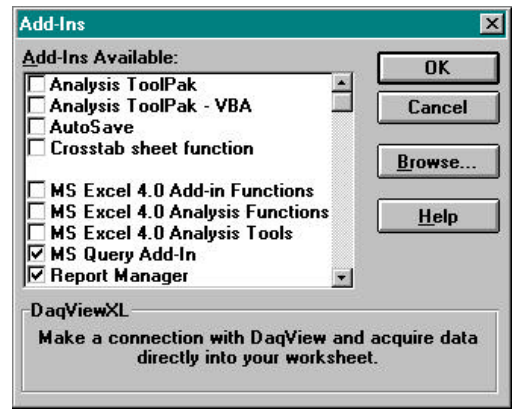 Add-Ins
Add-Ins Available:
Analysis ToolPak
Analysis ToolPak - VBA
AutoSave
Crosstab sheet function
MS Excel 4.0 Add-in Functions
MS Excel 4.0 Analysis Functions
MS Excel 4.0 Analysis Tools
MS Query Add-In
Report Manager
OK
Cancel
Browse...
Help
DaqViewXL
Make a connection with DaqView and acquire data
directly into your worksheet.